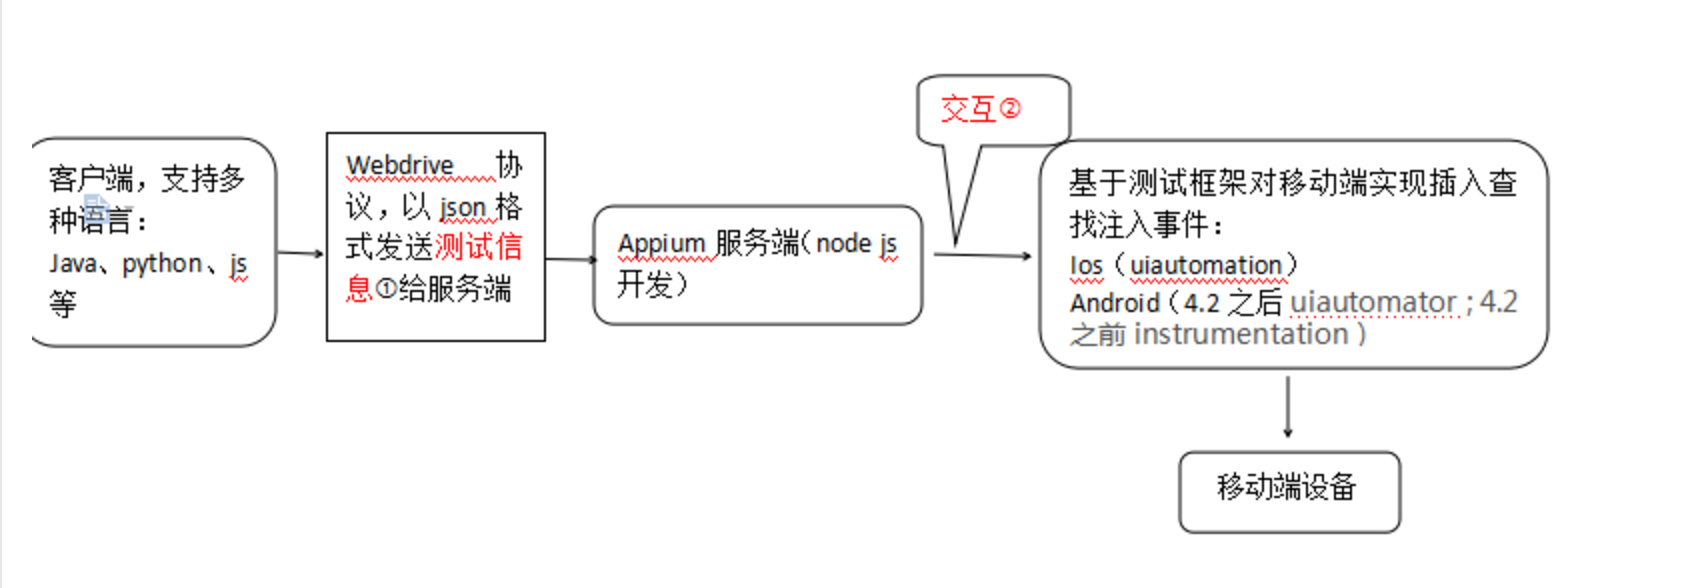 客户端，支持多
种语言：
Java、python、js
等
Webdrive 协
议，以 json 格
式发送测试信
息①给服务端
Appium 服务端（node js
开发）
交互②
基于测试框架对移动端实现插入查
找注入事件：
Ios（uiautomation）
Android（4.2 之后 uiautomator ; 4.2
之前 instrumentation ）
移动端设备